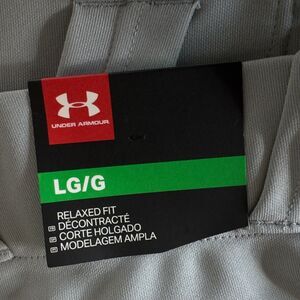 UNDER ARMOUR
LG/G
RELAXED FIT
DÉCONTRACTÉ
CORTE HOLGADO
MODELAGEM AMPLA